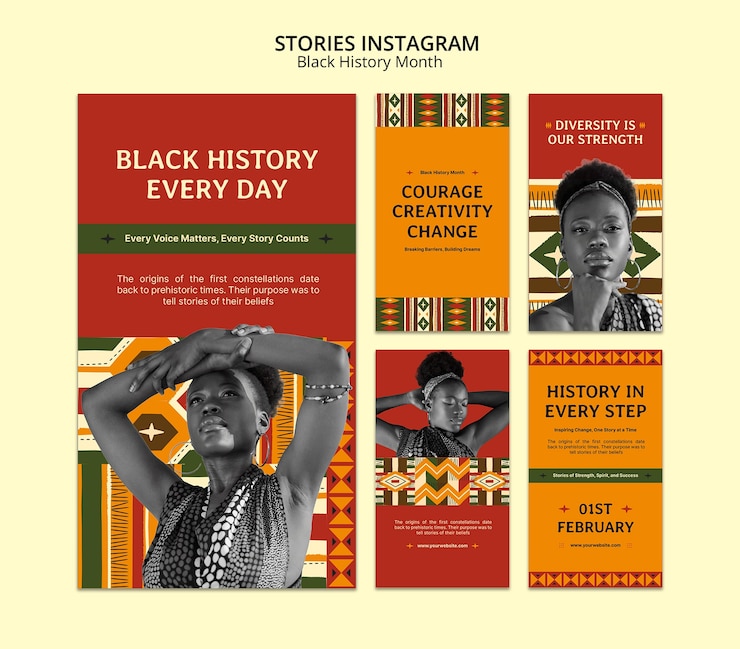 STORIES INSTAGRAM
Black History Month
BLACK HISTORY
EVERY DAY
Every Voice Matters, Every Story Counts
The origins of the first constellations date
back to prehistoric times. Their purpose was to
tell stories of their beliefs
Black History Month
COURAGE
CREATIVITY
CHANGE
Breaking Barriers, Building Dreams
DIVERSITY IS
OUR STRENGTH
The origins of the first constellations date
back to prehistoric times. Their purpose was to
tell stories of their beliefs
www.yourwebsite.com
HISTORY IN
EVERY STEP
Inspiring Change, One Story at a Time
The origins of the first constellations date
back to prehistoric times. Their purpose was to
tell stories of their beliefs
Stories of Strength, Spirit, and Success
01ST
FEBRUARY
www.yourwebsite.com